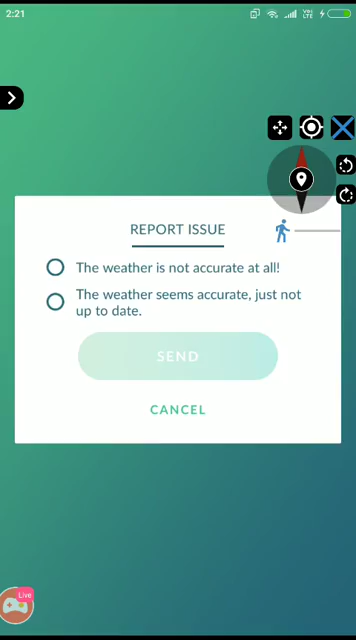 2:21
VoLTE
REPORT ISSUE
The weather is not accurate at all!
The weather seems accurate, just not
up to date.
SEND
CANCEL
Live